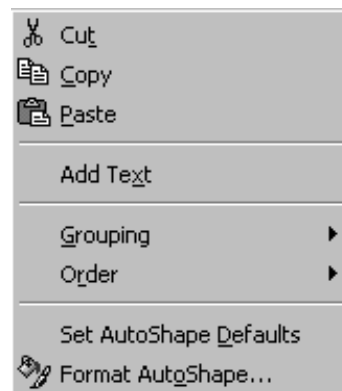 Cut
Copy
Paste
Add Text
Grouping
Order
Set AutoShape Defaults
Format AutoShape...